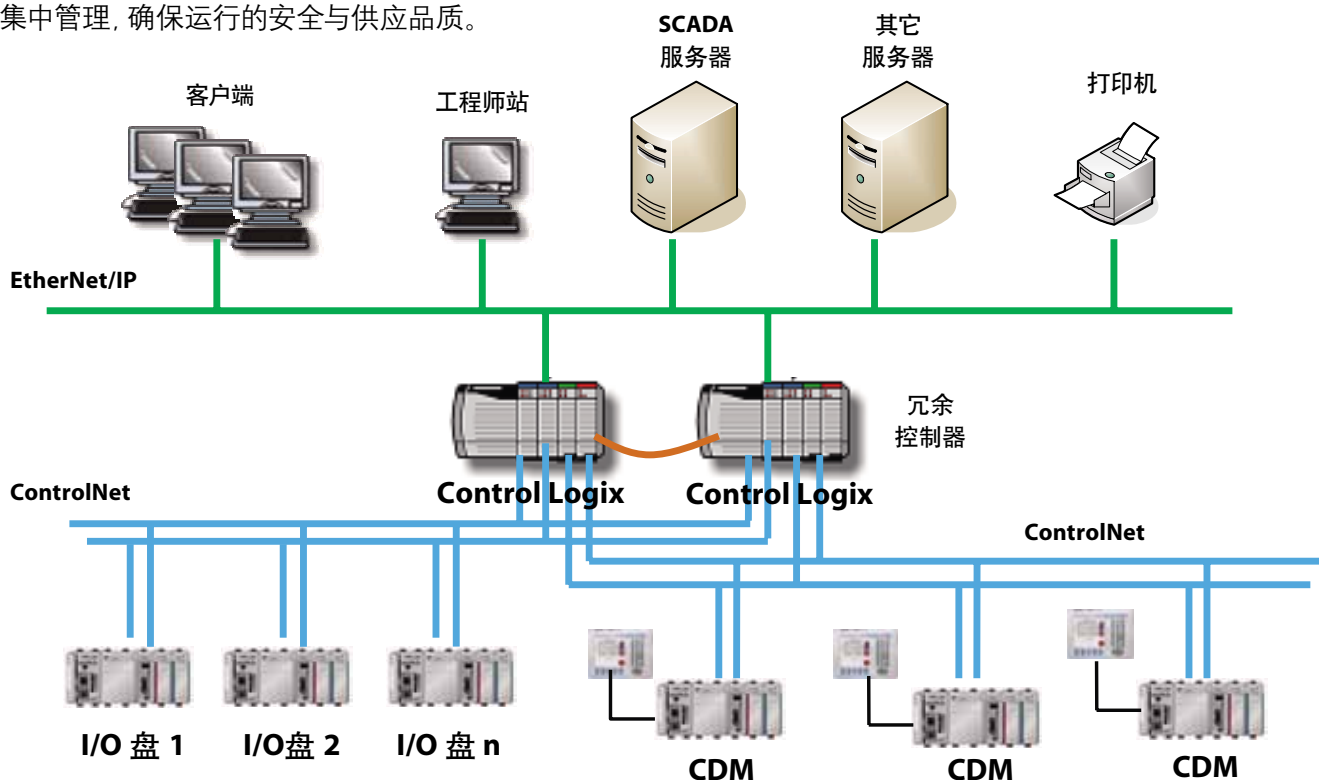 集中管理, 确保运行的安全与供应品质。
SCADA
服务器
其它
服务器
打印机
客户端
工程师站
EtherNet/IP
冗余
控制器
Control Logix
Control Logix
ControlNet
ControlNet
I/O 盘 1
I/O盘 2
I/O 盘 n
CDM
CDM
CDM